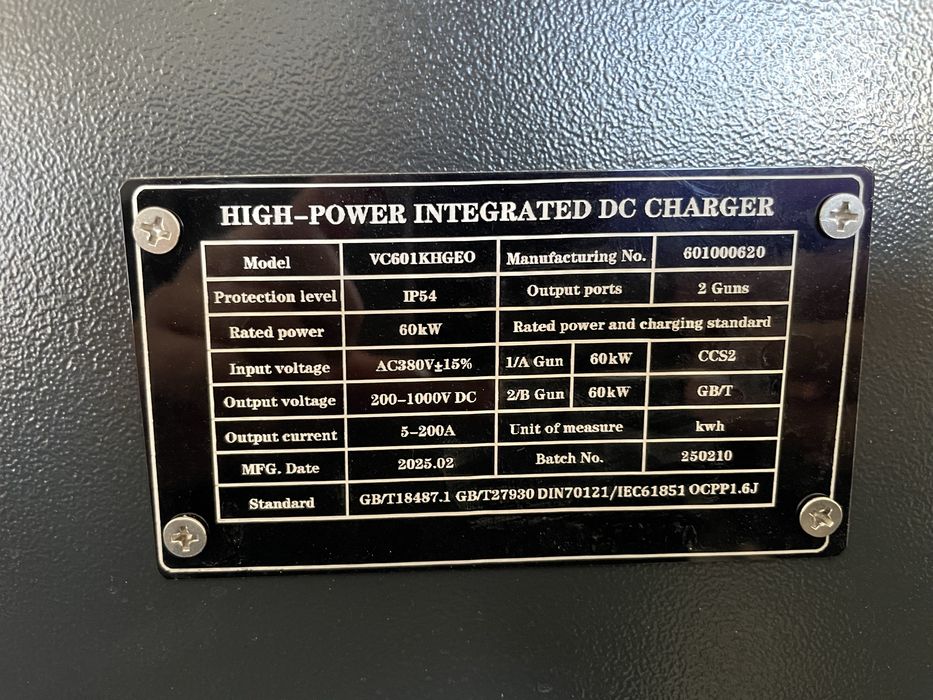 HIGH-POWER INTEGRATED DC CHARGER
Model VC601KHGEO Manufacturing No. 601000620
Protection level IP54 Output ports 2 Guns
Rated power 60kW Rated power and charging standard
Input voltage AC380V±15% 1/A Gun 60kW CCS2
Output voltage 200-1000V DC 2/B Gun 60kW GB/T
Output current 5-200A Unit of measure kwh
MFG. Date 2025.02 Batch No. 250210
Standard GB/T18487.1 GB/T27930 DIN70121/IEC61851 OCPP1.6J